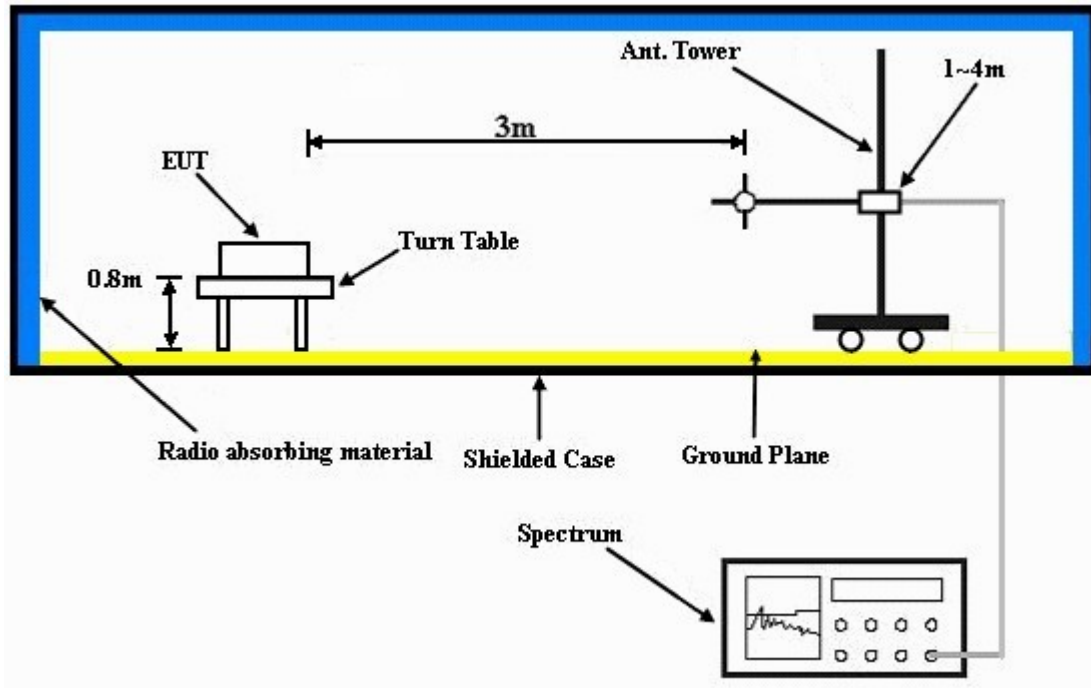 Ant. Tower
1~4m
3m
EUT
Turn Table
0.8m
Radio absorbing material
Shielded Case
Ground Plane
Spectrum